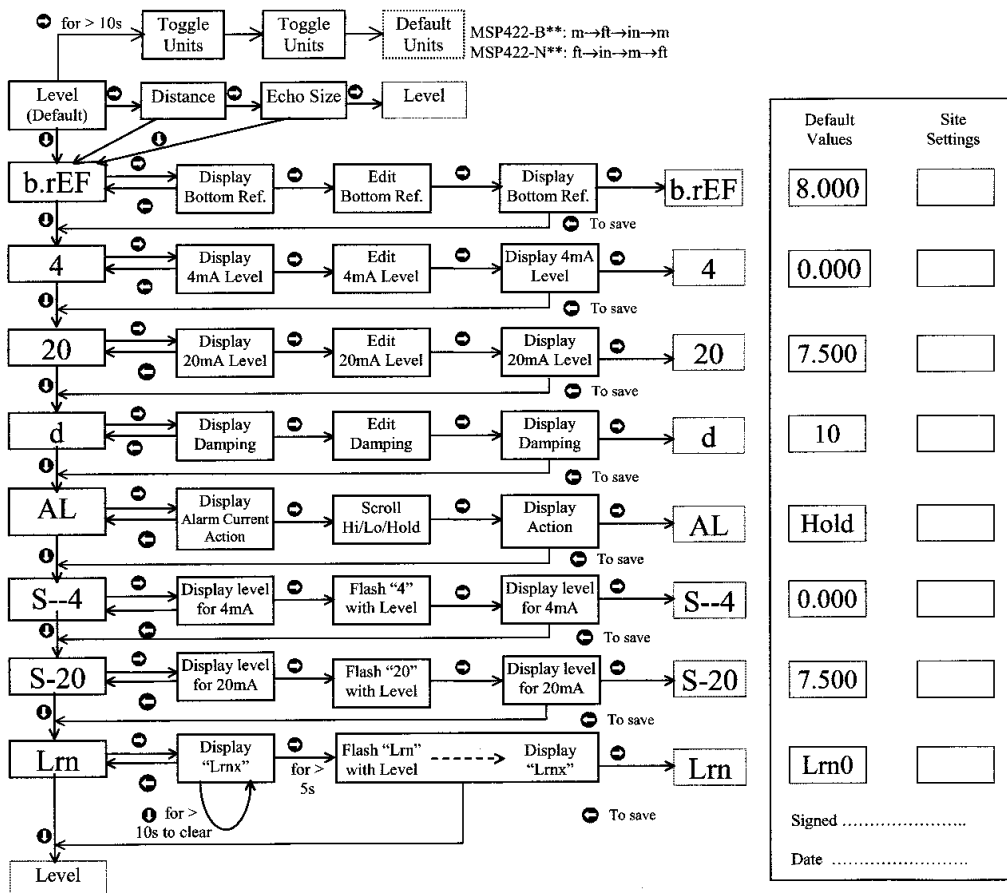 for > 10s
Toggle
Units
Toggle
Units
Default
Units
MSP422-B**: m→ft→in→m
MSP422-N**: ft→in→m→ft
Level
(Default)
Distance
Echo Size
Level
Default
Values
Site
Settings
b.rEF
Display
Bottom Ref.
Edit
Bottom Ref.
Display
Bottom Ref.
b.rEF
8.000
To save
4
Display
4mA Level
Edit
4mA Level
Display 4mA
Level
4
0.000
To save
20
Display
20mA Level
Edit
20mA Level
Display
20mA Level
20
7.500
To save
d
Display
Damping
Edit
Damping
Display
Damping
d
10
To save
AL
Display
Alarm Current
Action
Scroll
Hi/Lo/Hold
Display
Action
AL
Hold
To save
S--4
Display level
for 4mA
Flash “4”
with Level
Display level
for 4mA
S--4
0.000
To save
S-20
Display level
for 20mA
Flash “20”
with Level
Display level
for 20mA
S-20
7.500
To save
Lrn
Display
“Lrnx”
for >
5s
Flash “Lrn”
with Level
Display
“Lrnx”
Lrn
Lrn0
for >
10s to clear
To save
Signed ......................
Date ......................
Level